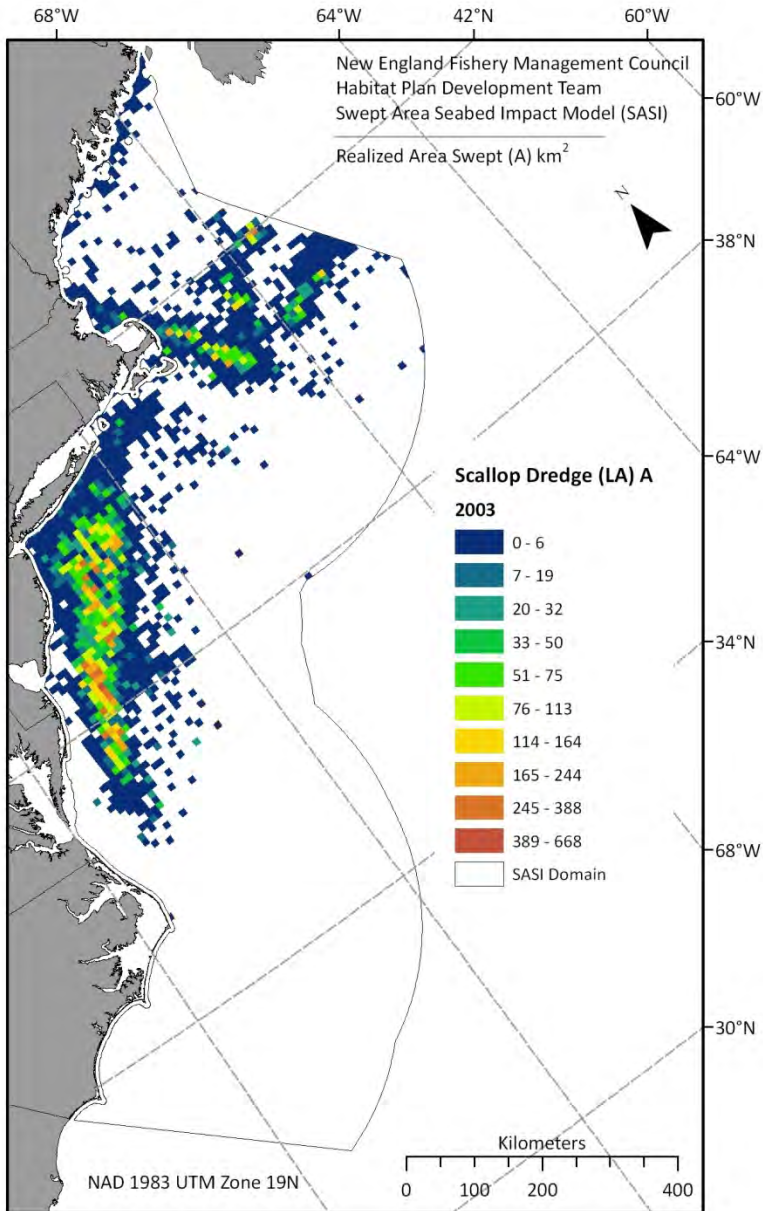 68°W 64°W 42°N 60°W
New England Fishery Management Council
Habitat Plan Development Team
Swept Area Seabed Impact Model (SASI)
Realized Area Swept (A) km²
60°W
N
38°N
64°W
Scallop Dredge (LA) A
2003
0 - 6
7 - 19
20 - 32
33 - 50
51 - 75
76 - 113
114 - 164
165 - 244
245 - 388
389 - 668
SASI Domain
34°N
68°W
30°N
Kilometers
0 100 200 300 400
NAD 1983 UTM Zone 19N